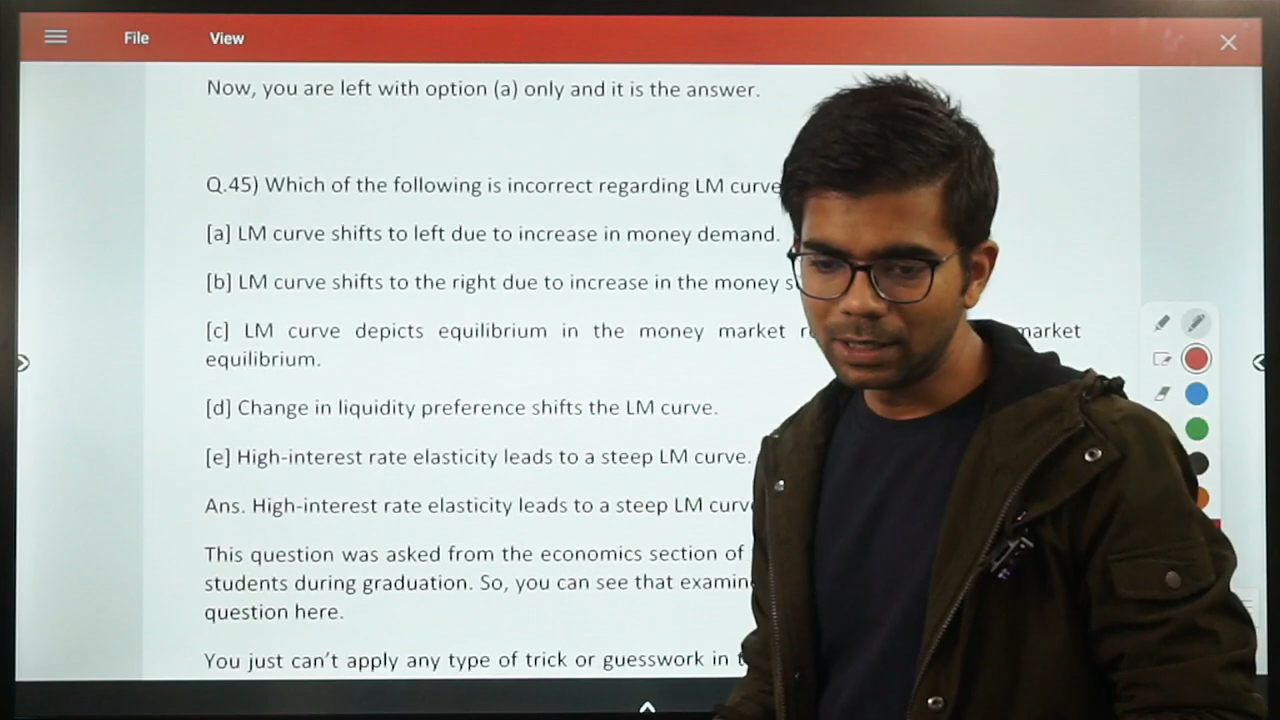 File View
Now, you are left with option (a) only and it is the answer.
Q.45) Which of the following is incorrect regarding LM curve
[a] LM curve shifts to left due to increase in money demand.
[b] LM curve shifts to the right due to increase in the money
[c] LM curve depicts equilibrium in the money market market
equilibrium.
[d] Change in liquidity preference shifts the LM curve.
[e] High-interest rate elasticity leads to a steep LM curve.
Ans. High-interest rate elasticity leads to a steep LM
This question was asked from the economics section of
students during graduation. So, you can see that
question here.
You just can't apply any type of trick or guesswork in